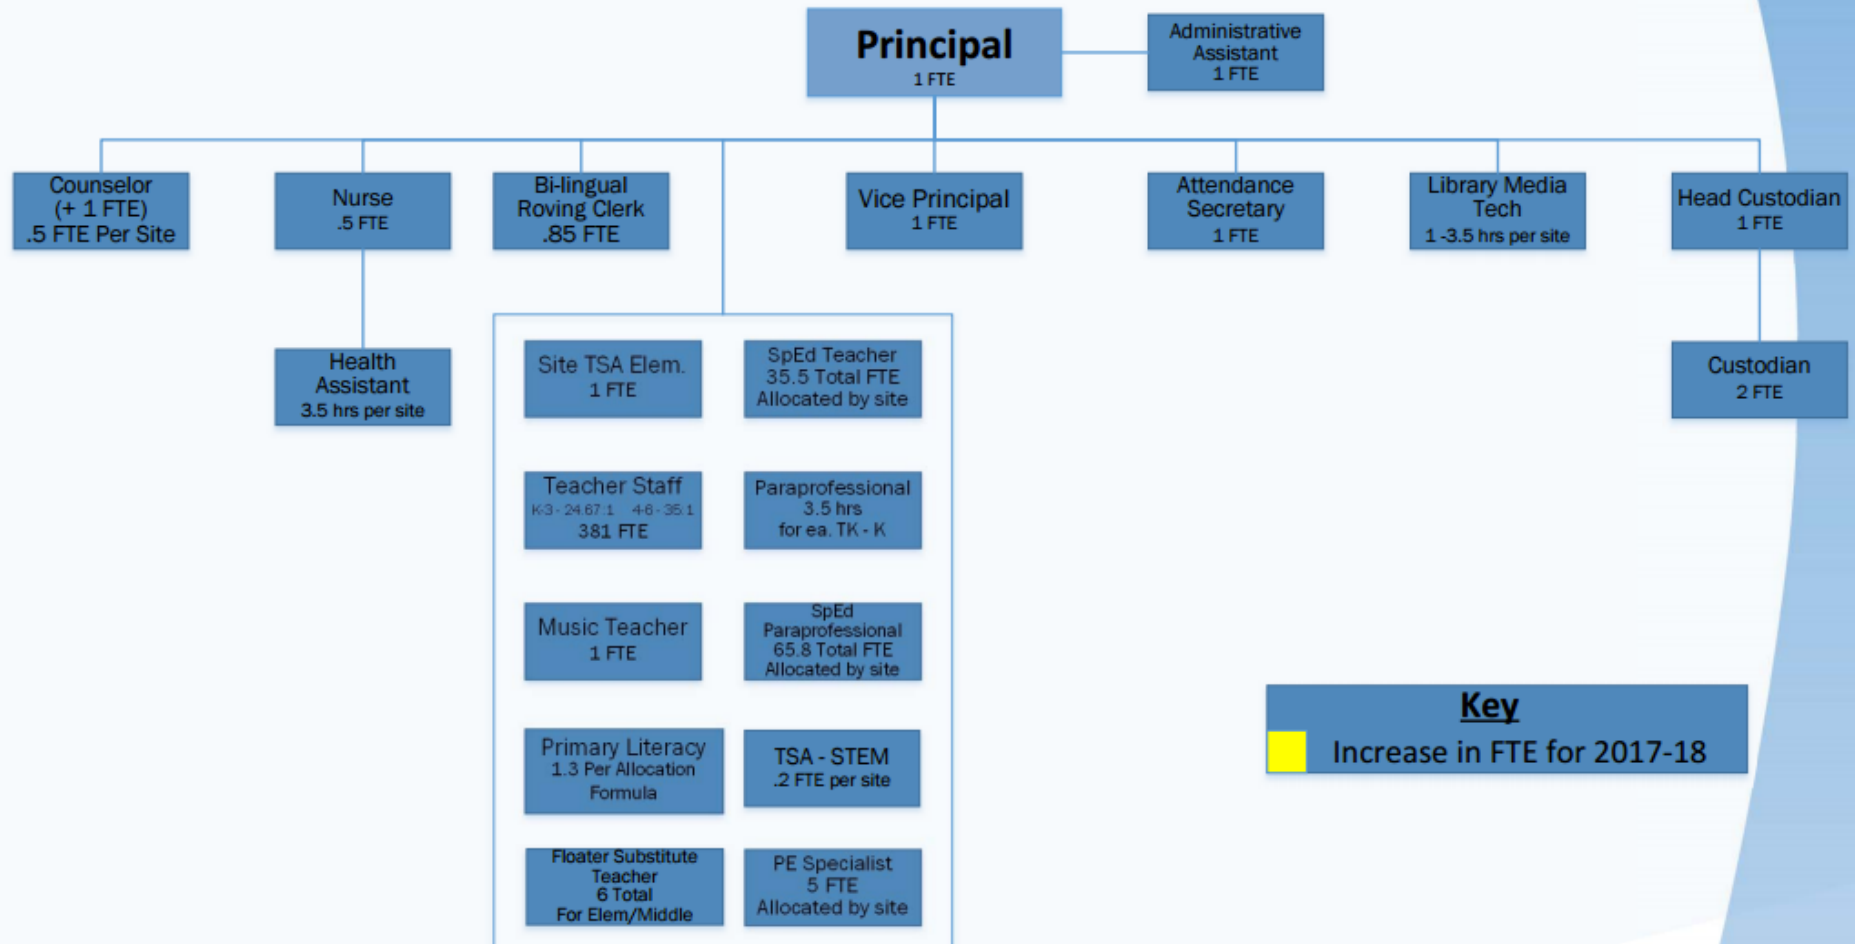 Principal
1 FTE
Administrative
Assistant
1 FTE
Counselor
(+ 1 FTE)
.5 FTE Per Site
Nurse
.5 FTE
Bi-lingual
Roving Clerk
.85 FTE
Vice Principal
1 FTE
Attendance
Secretary
1 FTE
Library Media
Tech
1 -3.5 hrs per site
Head Custodian
1 FTE
Health
Assistant
3.5 hrs per site
Custodian
2 FTE
Site TSA Elem.
1 FTE
SpEd Teacher
35.5 Total FTE
Allocated by site
Teacher Staff
K-3 - 24.67:1 4-6 - 35.1
381 FTE
Paraprofessional
3.5 hrs
for ea. TK - K
Music Teacher
1 FTE
SpEd
Paraprofessional
65.8 Total FTE
Allocated by site
Primary Literacy
1.3 Per Allocation
Formula
TSA - STEM
.2 FTE per site
Floater Substitute
Teacher
6 Total
For Elem/Middle
PE Specialist
5 FTE
Allocated by site
Key
Increase in FTE for 2017-18